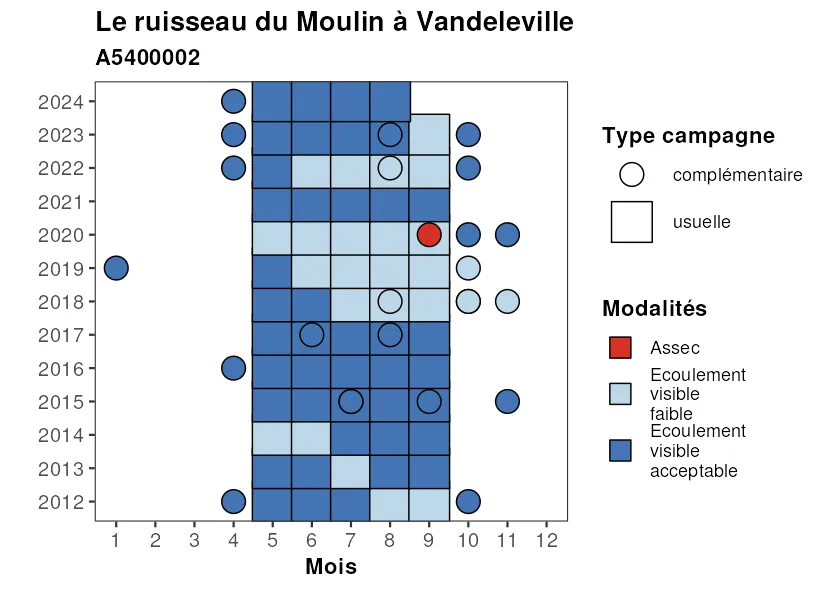 Le ruisseau du Moulin à Vandeleville
A5400002
2024
2023
2022
2021
2020
2019
2018
2017
2016
2015
2014
2013
2012
1 2 3 4 5 6 7 8 9 10 11 12
Mois
Type campagne
complémentaire
usuelle
Modalités
Assec
Ecoulement
visible
faible
Ecoulement
visible
acceptable